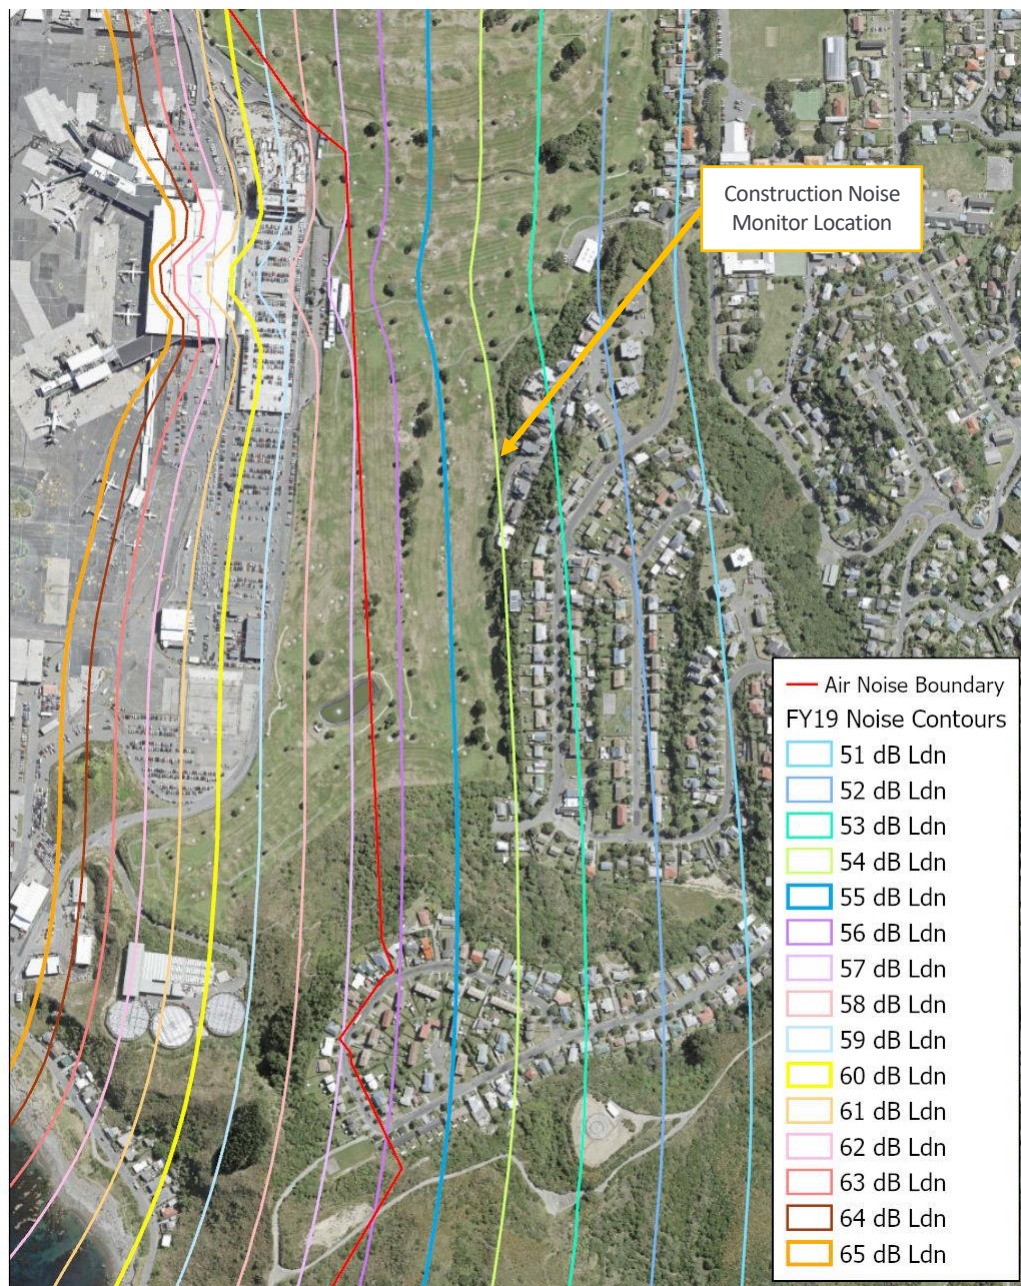 Construction Noise
Monitor Location
Air Noise Boundary
FY19 Noise Contours
51 dB Ldn
52 dB Ldn
53 dB Ldn
54 dB Ldn
55 dB Ldn
56 dB Ldn
57 dB Ldn
58 dB Ldn
59 dB Ldn
60 dB Ldn
61 dB Ldn
62 dB Ldn
63 dB Ldn
64 dB Ldn
65 dB Ldn